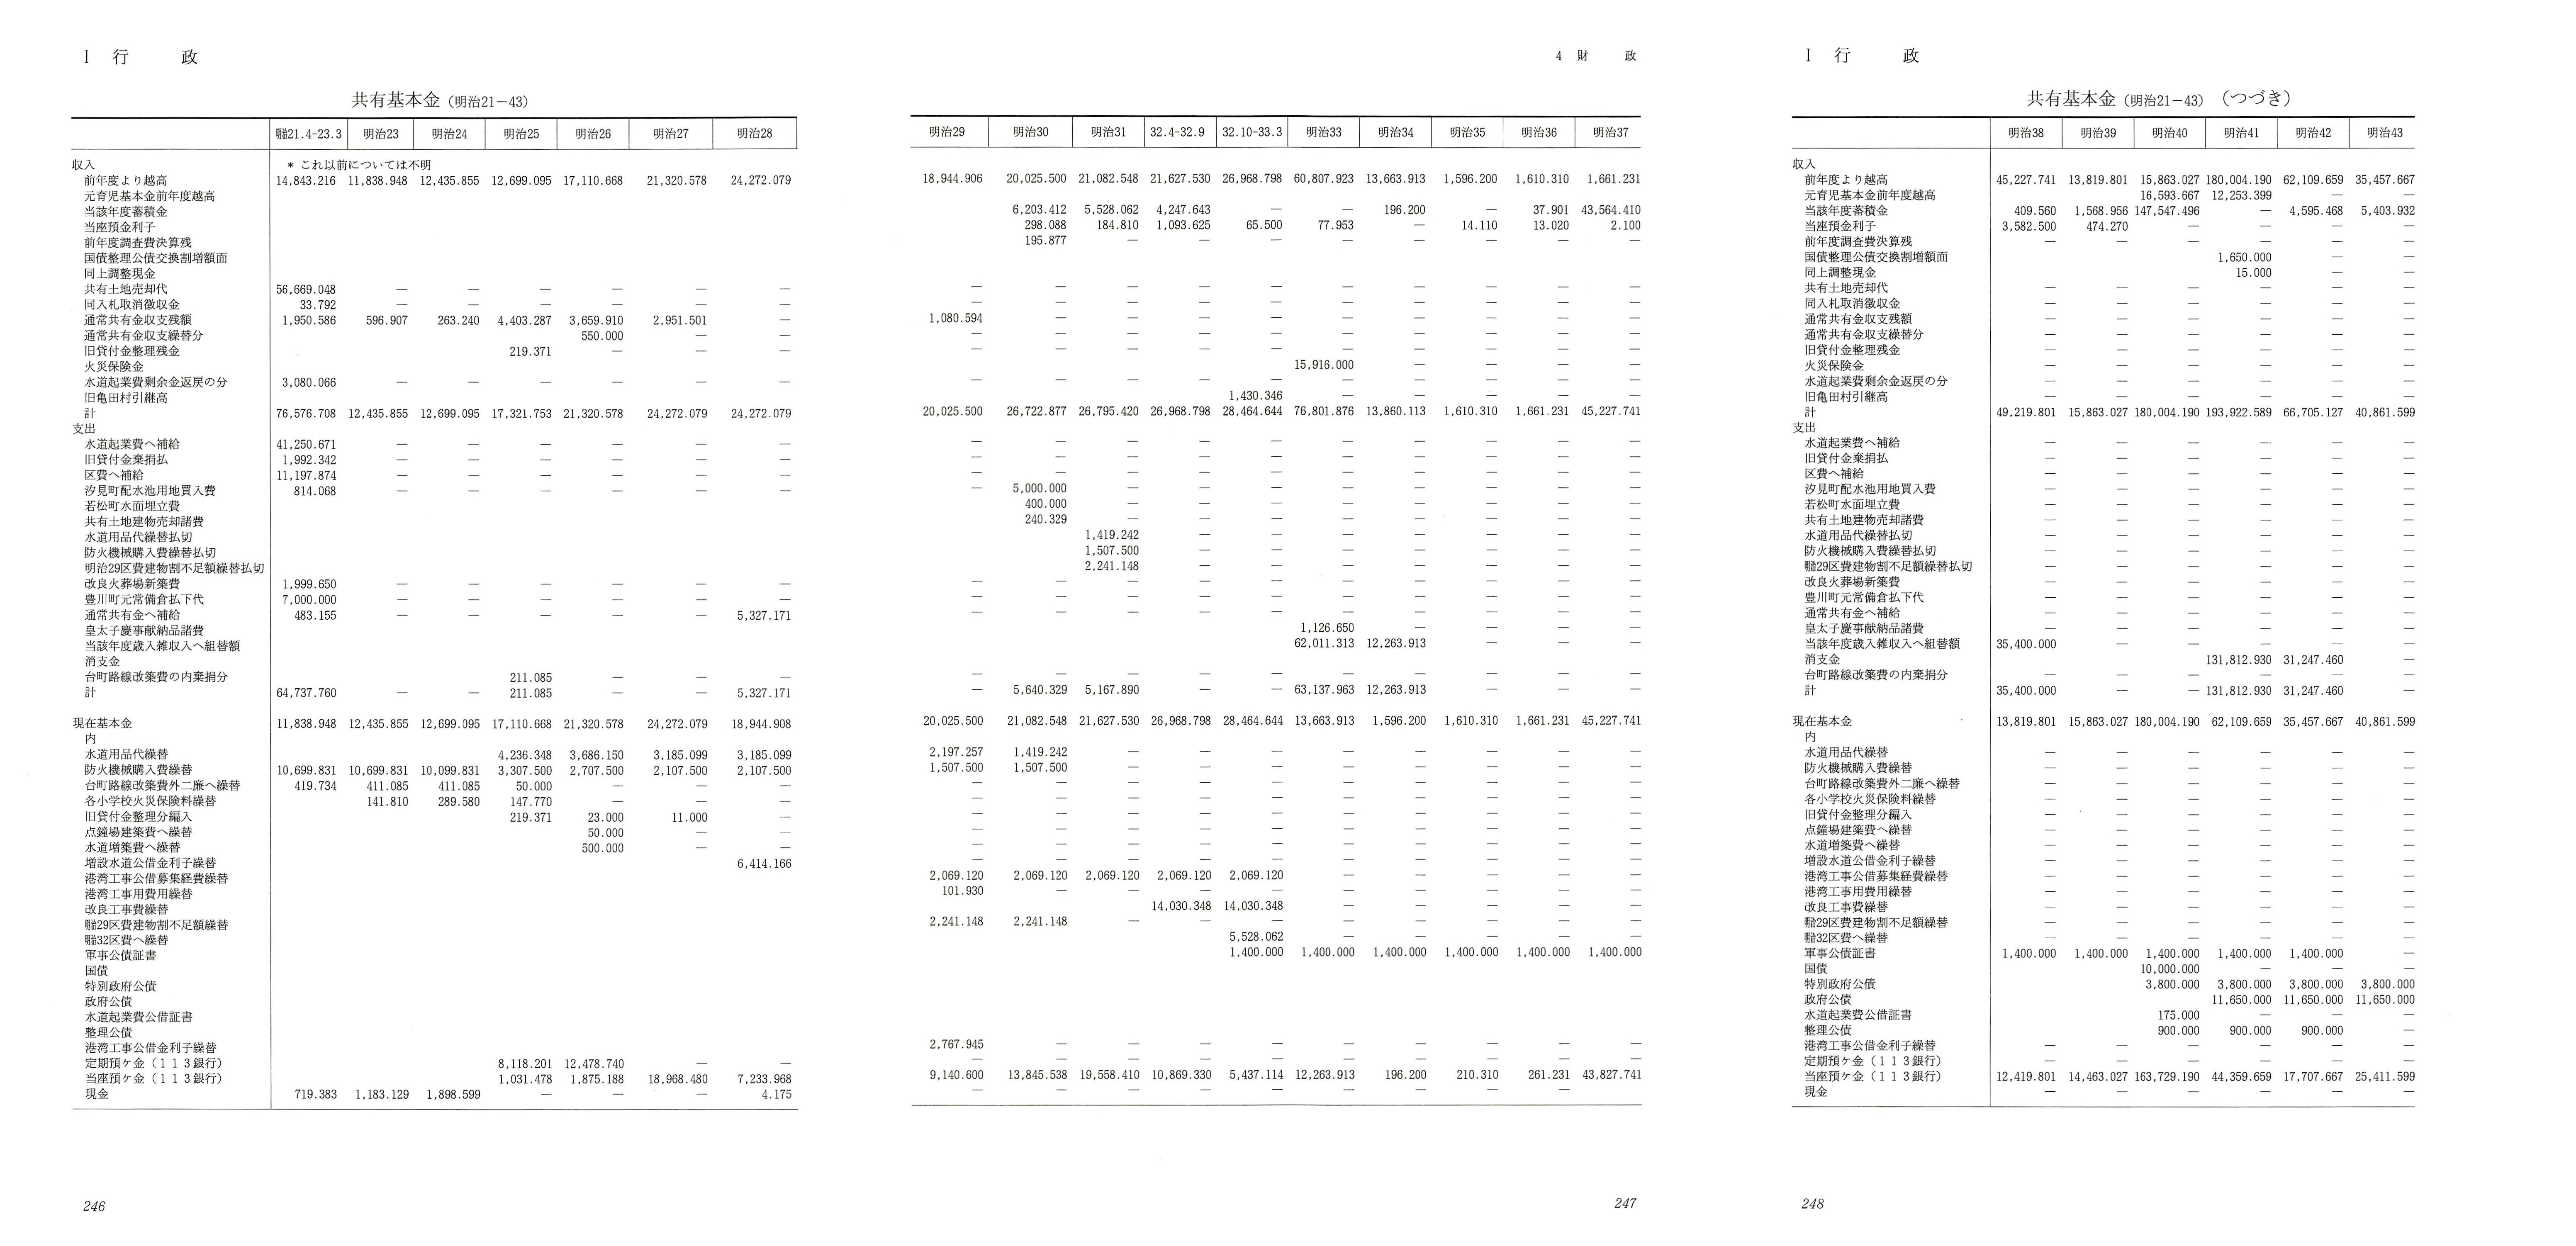 I 行 政
共有基本金（明治21－43）
明治21.4-23.3 明治23 明治24 明治25 明治26 明治27 明治28
収入 ＊ これ以前については不明
前年度より越高 14,843.216 11,838.948 12,435.855 12,699.095 17,110.668 21,320.578 24,272.079
元育児基本金前年度越高
当該年度蓄積金
当座預金利子
前年度調査費決算残
国債整理公債交換割増額面
同上調整現金
共有土地売却代 56,669.048 — — — — — —
同入札取消徴収金 33.792 — — — — — —
通常共有金収支残額 1,950.586 596.907 263.240 4,403.287 3,659.910 2,951.501 —
通常共有金収支繰替分 550.000 — —
旧貸付金整理残金 219.371 — — —
火災保険金
水道起業費剰余金返戻の分 3,080.066 — — — — — —
旧亀田村引継高
計 76,576.708 12,435.855 12,699.095 17,321.753 21,320.578 24,272.079 24,272.079
支出
水道起業費へ補給 41,250.671 — — — — — —
旧貸付金棄捐払 1,992.342 — — — — — —
区費へ補給 11,197.874 — — — — — —
汐見町配水池用地買入費 814.068 — — — — — —
若松町水面埋立費
共有土地建物売却諸費
水道用品代繰替払切
防火機械購入費繰替払切
明治29区費建物割不足額繰替払切
改良火葬場新築費 1,999.650 — — — — — —
豊川町元常備倉払下代 7,000.000 — — — — — —
通常共有金へ補給 483.155 — — — — — 5,327.171
皇太子慶事献納品諸費
当該年度歳入雑収入へ組替額
消支金
台町路線改築費の内棄捐分 211.085 — — —
計 64,737.760 — — 211.085 — — 5,327.171
現在基本金 11,838.948 12,435.855 12,699.095 17,110.668 21,320.578 24,272.079 18,944.908
内
水道用品代繰替 4,236.348 3,686.150 3,185.099 3,185.099
防火機械購入費繰替 10,699.831 10,699.831 10,099.831 3,307.500 2,707.500 2,107.500 2,107.500
台町路線改築費外二廉へ繰替 419.734 411.085 411.085 50.000 — — —
各小学校火災保険料繰替 141.810 289.580 147.770 — — —
旧貸付金整理分編入 219.371 23.000 11.000 —
点鐘場建築費へ繰替 50.000 — —
水道増築費へ繰替 500.000 — —
増設水道公借金利子繰替 6,414.166
港湾工事公借募集経費繰替
港湾工事用費用繰替
改良工事費繰替
明治29区費建物割不足額繰替
明治32区費へ繰替
軍事公債証書
国債
特別政府公債
政府公債
水道起業費公借証書
整理公債
港湾工事公借金利子繰替
定期預ケ金（１１３銀行） 8,118.201 12,478.740 — —
当座預ケ金（１１３銀行） 1,031.478 1,875.188 18,968.480 7,233.968
現金 719.383 1,183.129 1,898.599 — — — 4.175
246
4 財 政
明治29 明治30 明治31 32.4-32.9 32.10-33.3 明治33 明治34 明治35 明治36 明治37
18,944.906 20,025.500 21,082.548 21,627.530 26,968.798 60,807.923 13,663.913 1,596.200 1,610.310 1,661.231
6,203.412 5,528.062 4,247.643 — — 196.200 — 37.901 43,564.410
298.088 184.810 1,093.625 65.500 77.953 — 14.110 13.020 2.100
195.877 — — — — — — — —
— — — — — — — — — —
— — — — — — — — — —
1,080.594 — — — — — — — — —
— — — — — — — — — —
— — — — — — — — — —
15,916.000 — — — —
— — — — — — — — — —
1,430.346 — — — — —
20,025.500 26,722.877 26,795.420 26,968.798 28,464.644 76,801.876 13,860.113 1,610.310 1,661.231 45,227.741
— — — — — — — — — —
— — — — — — — — — —
— — — — — — — — — —
— 5,000.000 — — — — — — — —
400.000 — — — — — — — —
240.329 — — — — — — — —
1,419.242 — — — — — — —
1,507.500 — — — — — — —
2,241.148 — — — — — — —
— — — — — — — — — —
— — — — — — — — — —
— — — — — — — — — —
1,126.650 — — — —
62,011.313 12,263.913 — — —
— — — — — — — — — —
— 5,640.329 5,167.890 — — 63,137.963 12,263.913 — — —
20,025.500 21,082.548 21,627.530 26,968.798 28,464.644 13,663.913 1,596.200 1,610.310 1,661.231 45,227.741
2,197.257 1,419.242 — — — — — — — —
1,507.500 1,507.500 — — — — — — — —
— — — — — — — — — —
— — — — — — — — — —
— — — — — — — — — —
— — — — — — — — — —
— — — — — — — — — —
— — — — — — — — — —
2,069.120 2,069.120 2,069.120 2,069.120 2,069.120 — — — — —
101.930 — — — — — — — — —
14,030.348 14,030.348 — — — — —
2,241.148 2,241.148 — — — — — — — —
5,528.062 — — — — —
1,400.000 1,400.000 1,400.000 1,400.000 1,400.000 1,400.000
2,767.945 — — — — — — — — —
— — — — — — — — — —
9,140.600 13,845.538 19,558.410 10,869.330 5,437.114 12,263.913 196.200 210.310 261.231 43,827.741
— — — — — — — — — —
247
I 行 政
共有基本金（明治21－43）（つづき）
明治38 明治39 明治40 明治41 明治42 明治43
収入
前年度より越高 45,227.741 13,819.801 15,863.027 180,004.190 62,109.659 35,457.667
元育児基本金前年度越高 16,593.667 12,253.399 — —
当該年度蓄積金 409.560 1,568.956 147,547.496 — 4,595.468 5,403.932
当座預金利子 3,582.500 474.270 — — — —
前年度調査費決算残 — — — — — —
国債整理公債交換割増額面 1,650.000 — —
同上調整現金 15.000 — —
共有土地売却代 — — — — — —
同入札取消徴収金 — — — — — —
通常共有金収支残額 — — — — — —
通常共有金収支繰替分 — — — — — —
旧貸付金整理残金 — — — — — —
火災保険金 — — — — — —
水道起業費剰余金返戻の分 — — — — — —
旧亀田村引継高 — — — — — —
計 49,219.801 15,863.027 180,004.190 193,922.589 66,705.127 40,861.599
支出
水道起業費へ補給 — — — — — —
旧貸付金棄捐払 — — — — — —
区費へ補給 — — — — — —
汐見町配水池用地買入費 — — — — — —
若松町水面埋立費 — — — — — —
共有土地建物売却諸費 — — — — — —
水道用品代繰替払切 — — — — — —
防火機械購入費繰替払切 — — — — — —
明治29区費建物割不足額繰替払切 — — — — — —
改良火葬場新築費 — — — — — —
豊川町元常備倉払下代 — — — — — —
通常共有金へ補給 — — — — — —
皇太子慶事献納品諸費 — — — — — —
当該年度歳入雑収入へ組替額 35,400.000 — — — — —
消支金 131,812.930 31,247.460 —
台町路線改築費の内棄捐分 — — — — — —
計 35,400.000 — — 131,812.930 31,247.460 —
現在基本金 13,819.801 15,863.027 180,004.190 62,109.659 35,457.667 40,861.599
内
水道用品代繰替 — — — — — —
防火機械購入費繰替 — — — — — —
台町路線改築費外二廉へ繰替 — — — — — —
各小学校火災保険料繰替 — — — — — —
旧貸付金整理分編入 — — — — — —
点鐘場建築費へ繰替 — — — — — —
水道増築費へ繰替 — — — — — —
増設水道公借金利子繰替 — — — — — —
港湾工事公借募集経費繰替 — — — — — —
港湾工事用費用繰替 — — — — — —
改良工事費繰替 — — — — — —
明治29区費建物割不足額繰替 — — — — — —
明治32区費へ繰替 — — — — — —
軍事公債証書 1,400.000 1,400.000 1,400.000 1,400.000 1,400.000 —
国債 10,000.000 — — —
特別政府公債 3,800.000 3,800.000 3,800.000 3,800.000
政府公債 11,650.000 11,650.000 11,650.000
水道起業費公借証書 175.000 — — —
整理公債 900.000 900.000 900.000 —
港湾工事公借金利子繰替 — — — — — —
定期預ケ金（１１３銀行） — — — — — —
当座預ケ金（１１３銀行） 12,419.801 14,463.027 163,729.190 44,359.659 17,707.667 25,411.599
現金 — — — — — —
248